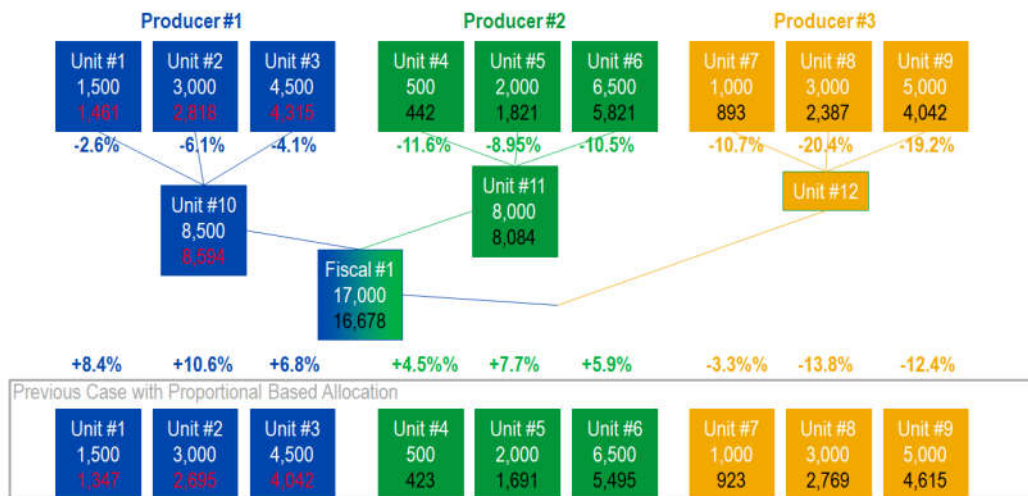 Producer #1 Producer #2 Producer #3
Unit #1 Unit #2 Unit #3 Unit #4 Unit #5 Unit #6 Unit #7 Unit #8 Unit #9
1,500 3,000 4,500 500 2,000 6,500 1,000 3,000 5,000
1,461 2,818 4,315 442 1,821 5,821 893 2,387 4,042
-2.6% -6.1% -4.1% -11.6% -8.95% -10.5% -10.7% -20.4% -19.2%
Unit #10
8,500
8,594
Unit #11
8,000
8,084
Unit #12
Fiscal #1
17,000
16,678
+8.4% +10.6% +6.8% +4.5%% +7.7% +5.9% -3.3%% -13.8% -12.4%
Previous Case with Proportional Based Allocation
Unit #1 Unit #2 Unit #3 Unit #4 Unit #5 Unit #6 Unit #7 Unit #8 Unit #9
1,500 3,000 4,500 500 2,000 6,500 1,000 3,000 5,000
1,347 2,695 4,042 423 1,691 5,495 923 2,769 4,615